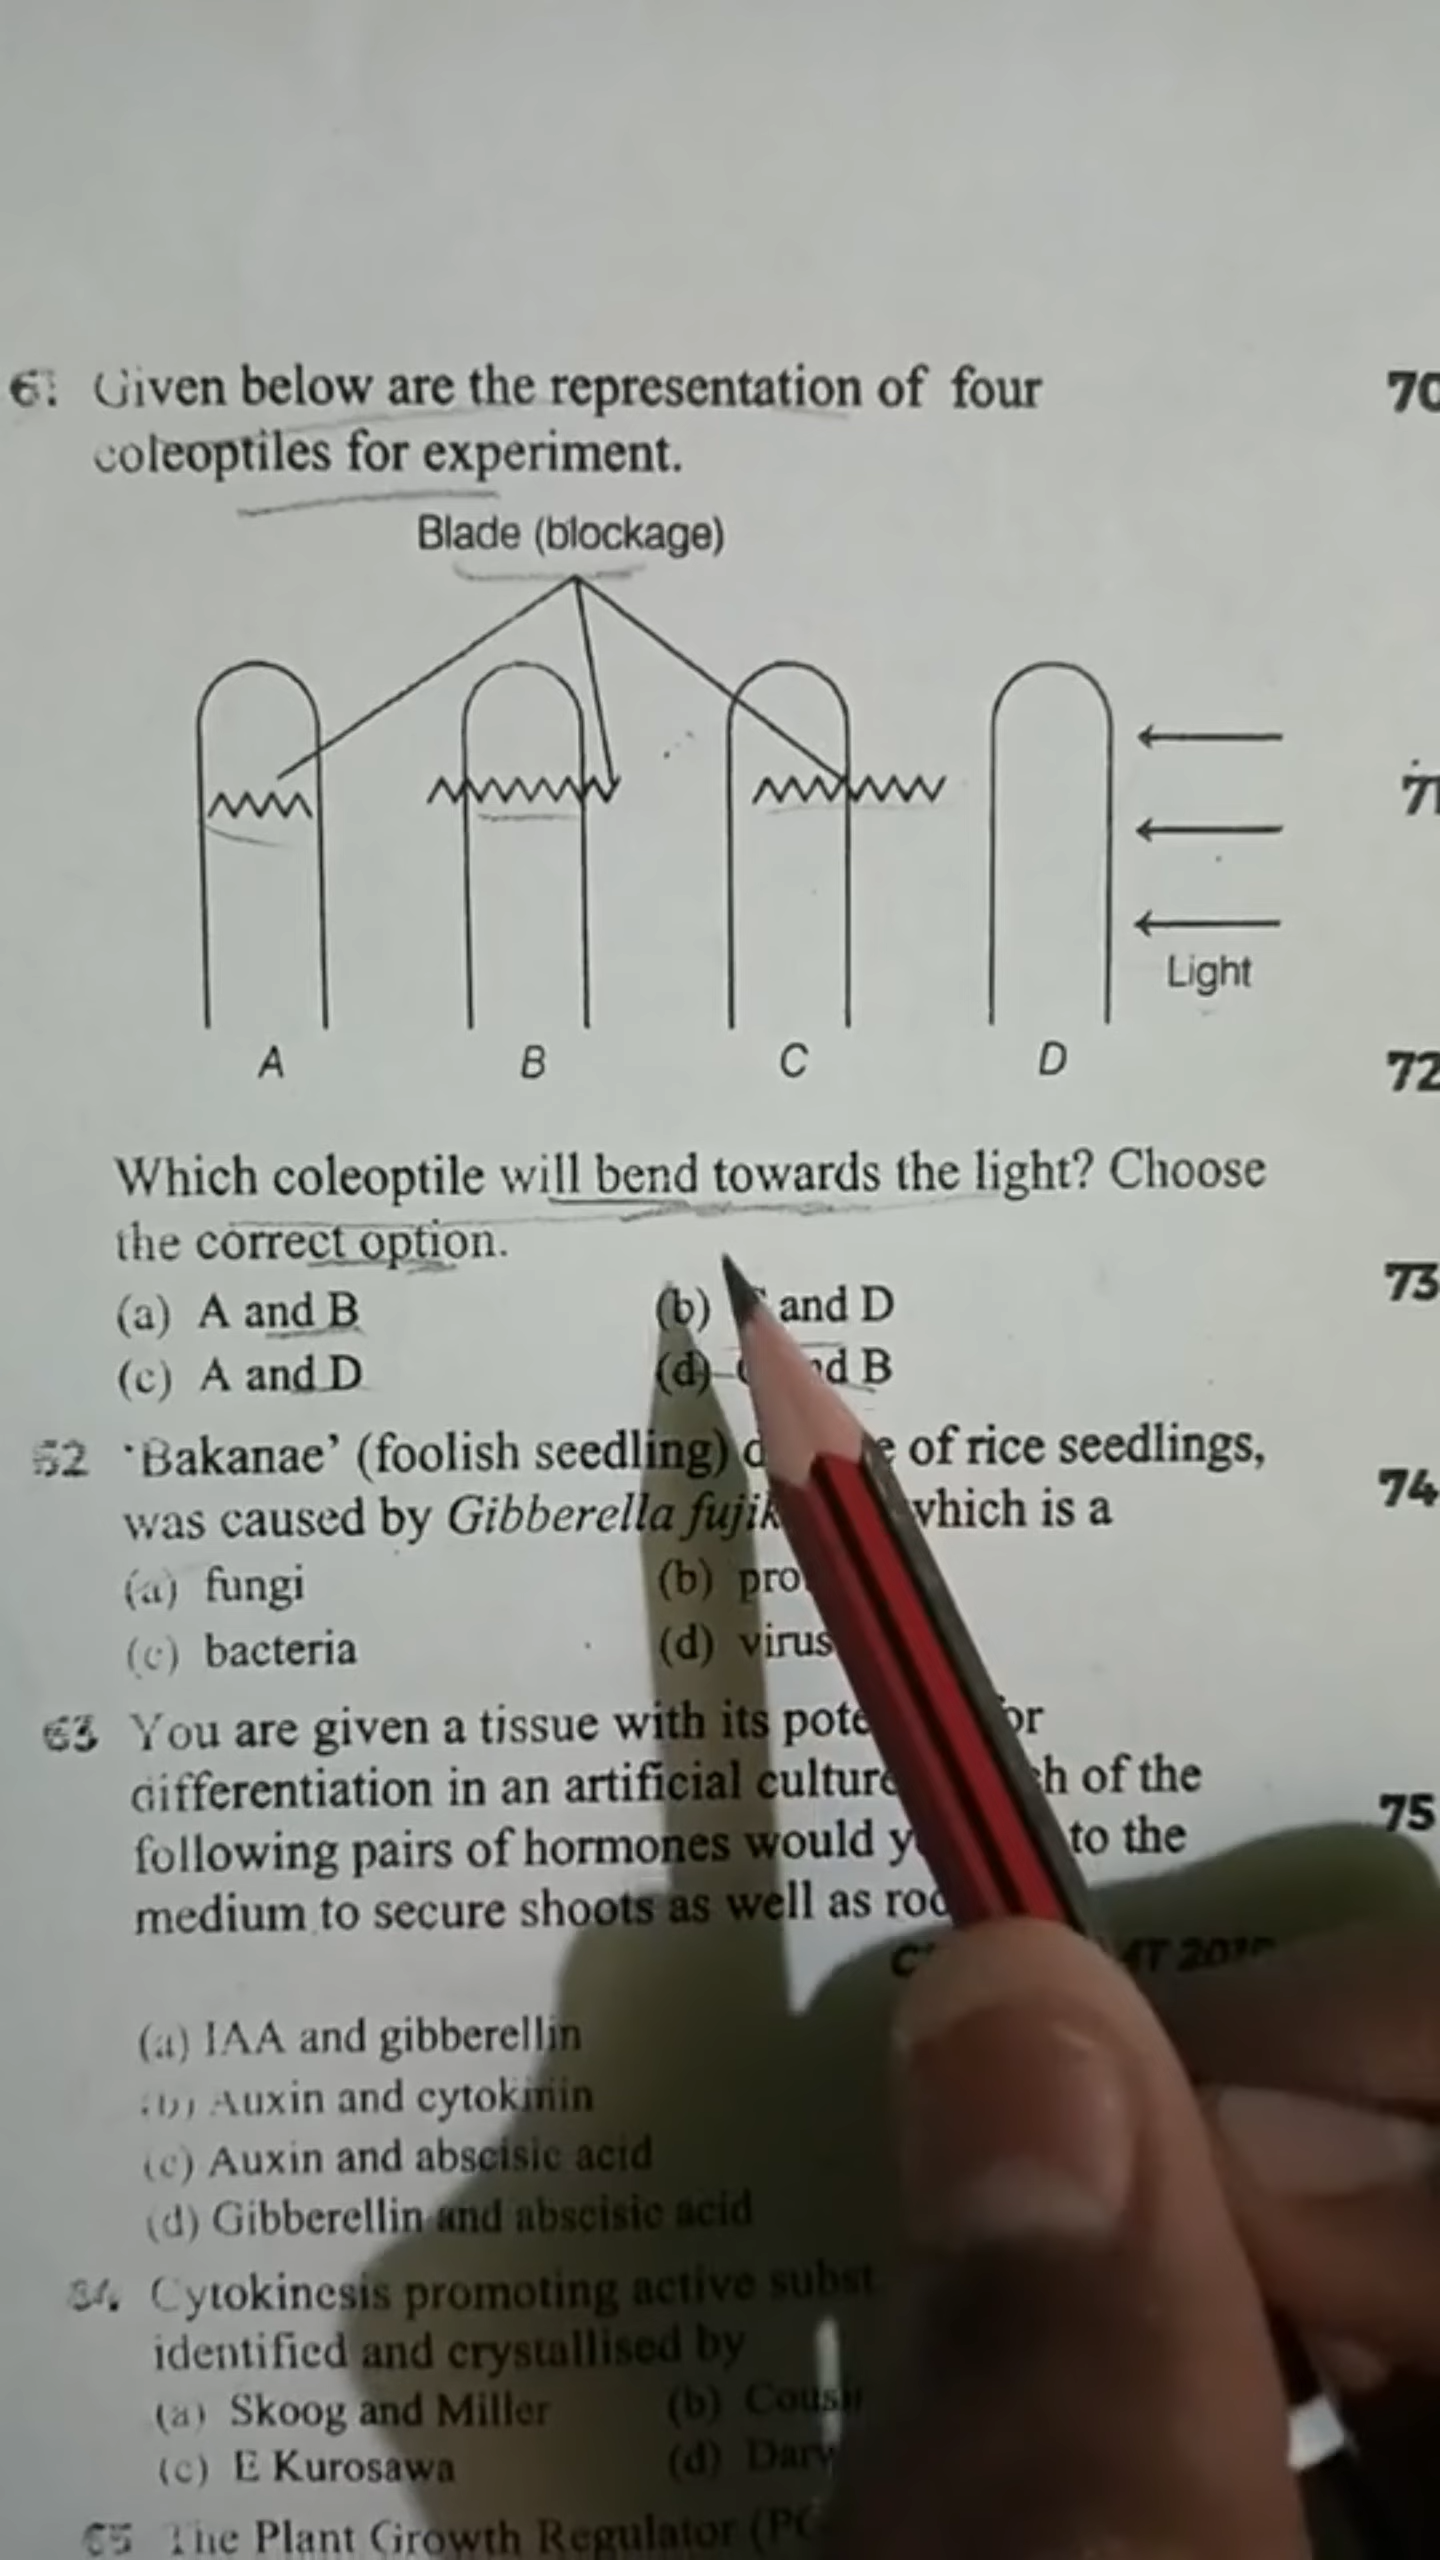 Given below are the representation of four
coleoptiles for experiment.
Blade (blockage)
Light
A B C D
Which coleoptile will bend towards the light? Choose
the correct option.
(a) A and B (b) and D
(c) A and D (d) B
62 'Bakanae' (foolish seedling) of rice seedlings,
was caused by Gibberella which is a
(a) fungi (b)
(c) bacteria (d) virus
63 You are given a tissue with its for
differentiation in an artificial culture of the
following pairs of hormones would to the
medium to secure shoots as well as
(a) IAA and gibberellin
(b) Auxin and cytokinin
(c) Auxin and abscisic acid
(d) Gibberellin and abscisic acid
Cytokinesis promoting active
identified and crystallised by
(a) Skoog and Miller (b)
(c) E Kurosawa (d)
65 The Plant Growth Regulator
70
71
72
73
74
75